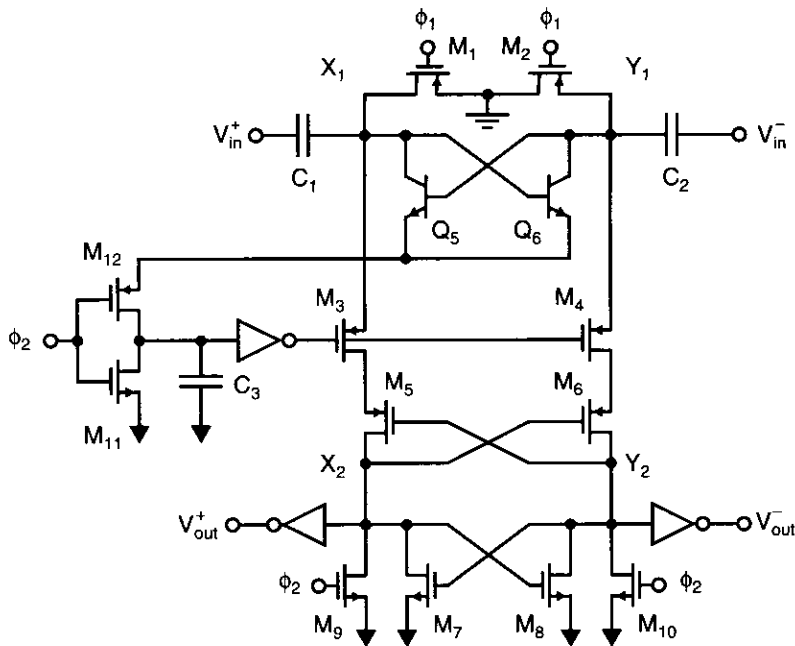 ϕ₁ ϕ₁
X₁ M₁ M₂ Y₁
V⁺in C₁ C₂ V⁻in
Q₅ Q₆
M₁₂
M₃ M₄
ϕ₂
C₃
M₅ M₆
M₁₁
X₂ Y₂
V⁺out V⁻out
ϕ₂ ϕ₂
M₉ M₇ M₈ M₁₀